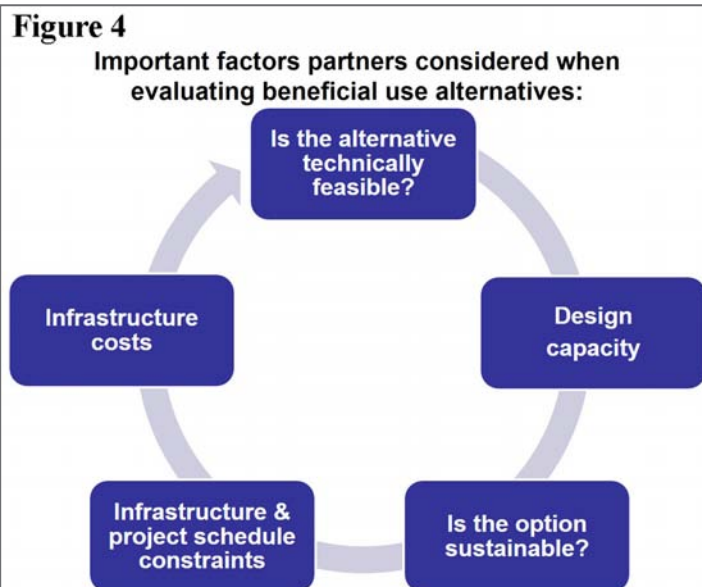 Figure 4
Important factors partners considered when
evaluating beneficial use alternatives:
Is the alternative
technically
feasible?
Design
capacity
Is the option
sustainable?
Infrastructure &
project schedule
constraints
Infrastructure
costs